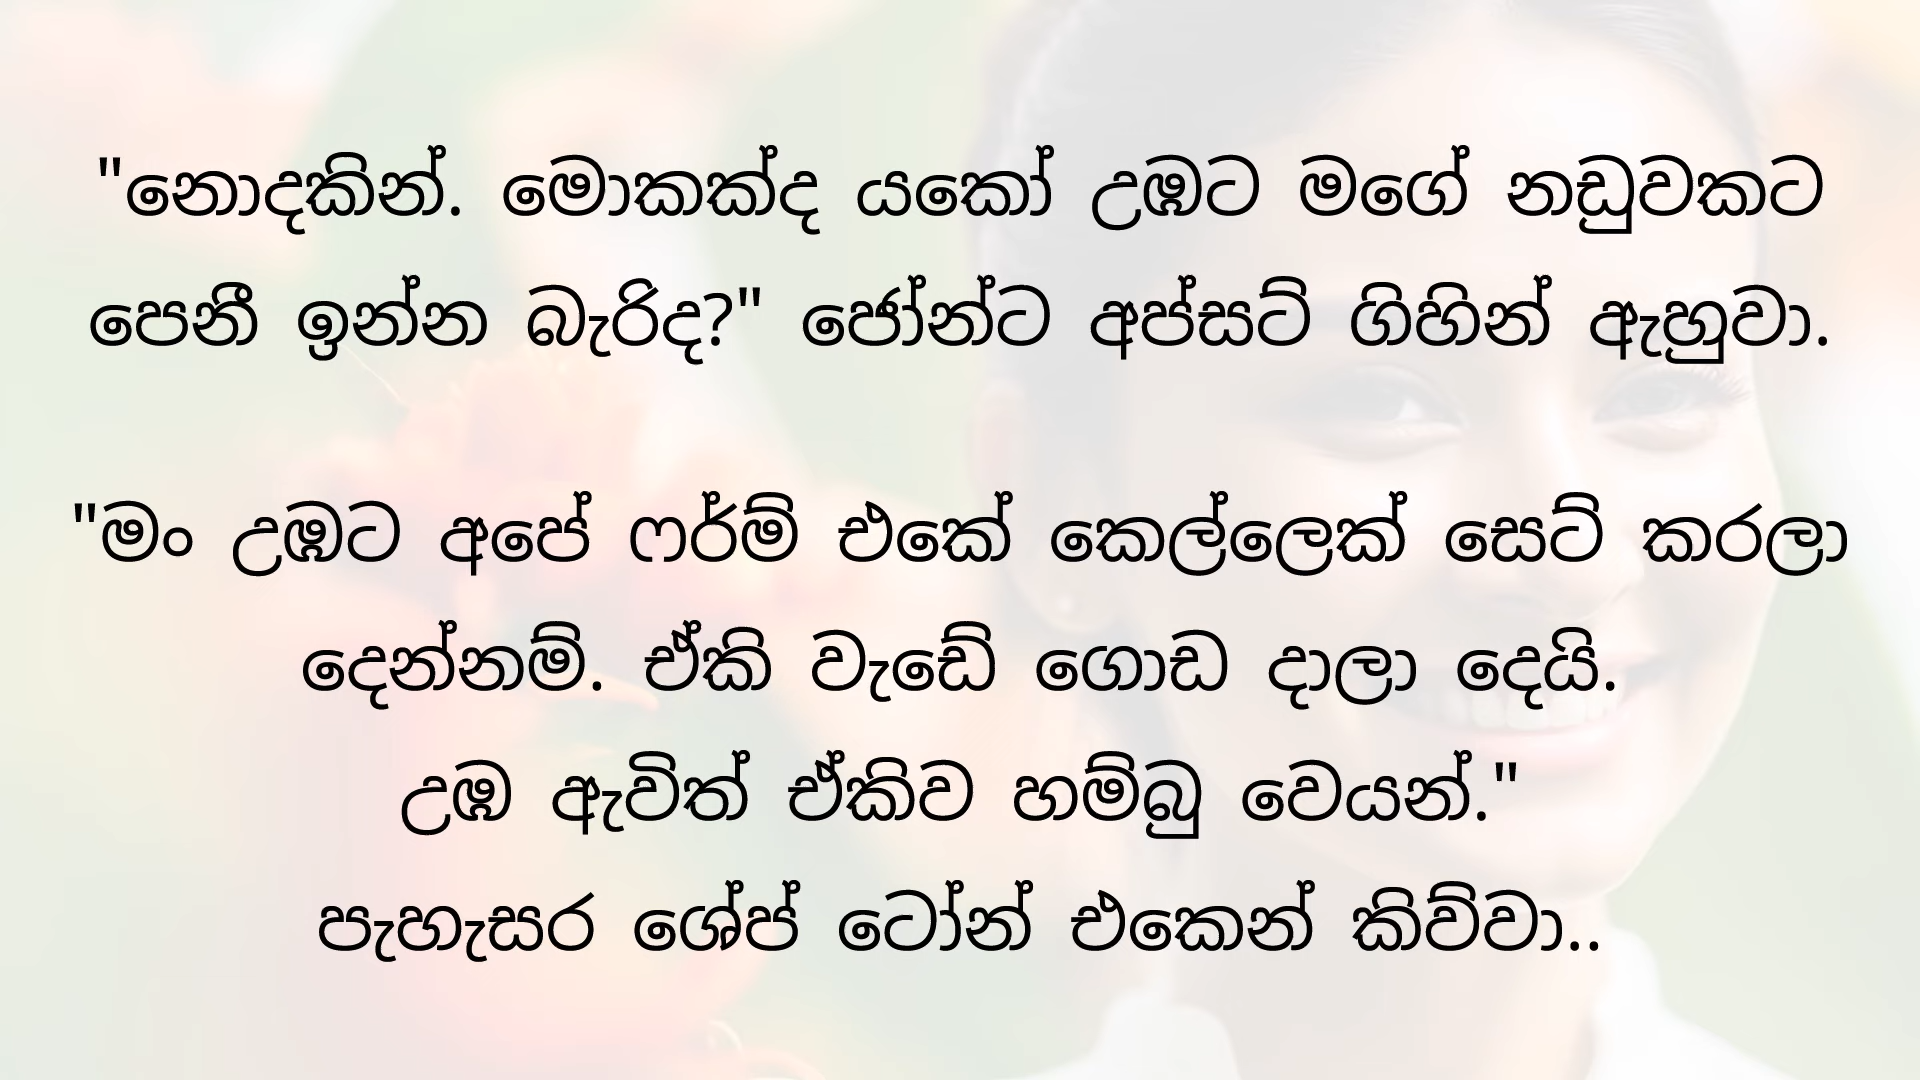 "නොදකින්. මොකක්ද යකෝ උඹට මගේ නඩුවකට
පෙනී ඉන්න බැරිද?" ජෝන්ට අප්සට් ගිහින් ඇහුවා.
"මං උඹට අපේ ෆර්ම් එකේ කෙල්ලෙක් සෙට් කරලා
දෙන්නම්. ඒකි වැඩේ ගොඩ දාලා දෙයි.
උඹ ඇවිත් ඒකිව හම්බු වෙයන්."
පැහැසර ශේප් ටෝන් එකෙන් කිව්වා..